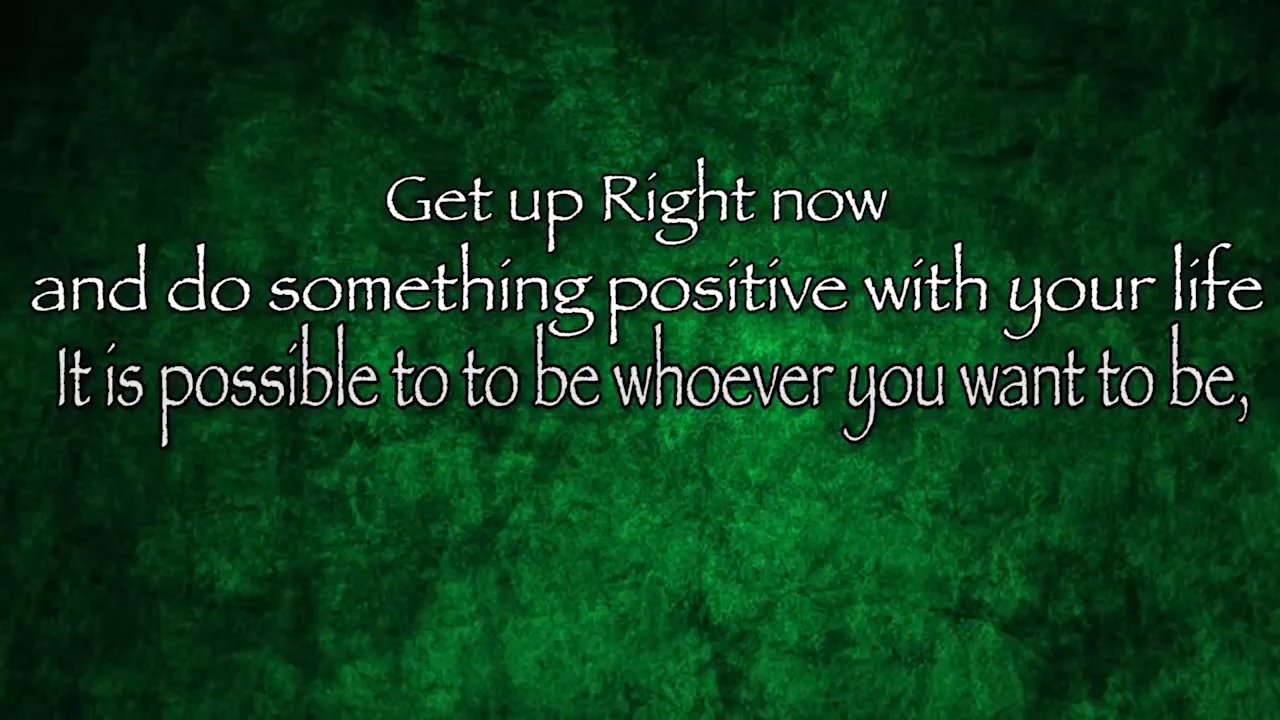 Get up Right now
and do something positive with your life
It is possible to to be whoever you want to be,